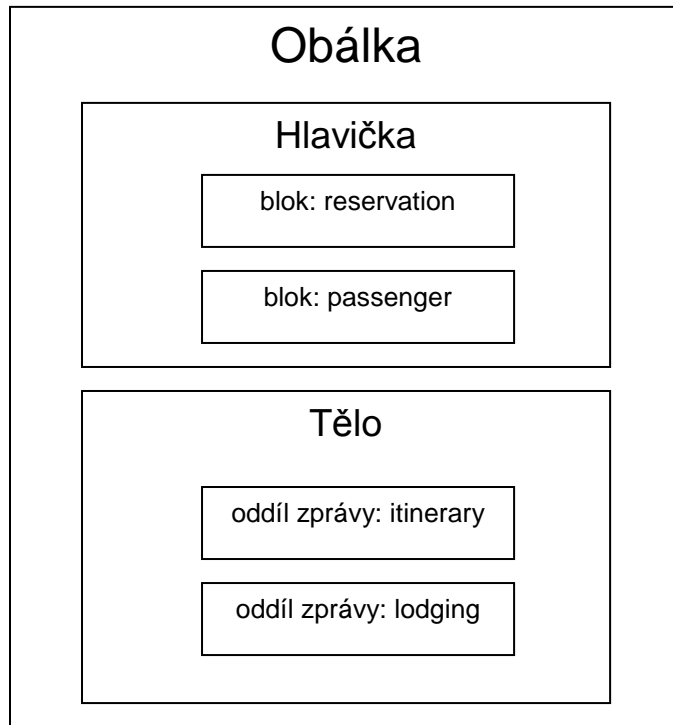 Obálka
Hlavička
blok: reservation
blok: passenger
Tělo
oddíl zprávy: itinerary
oddíl zprávy: lodging